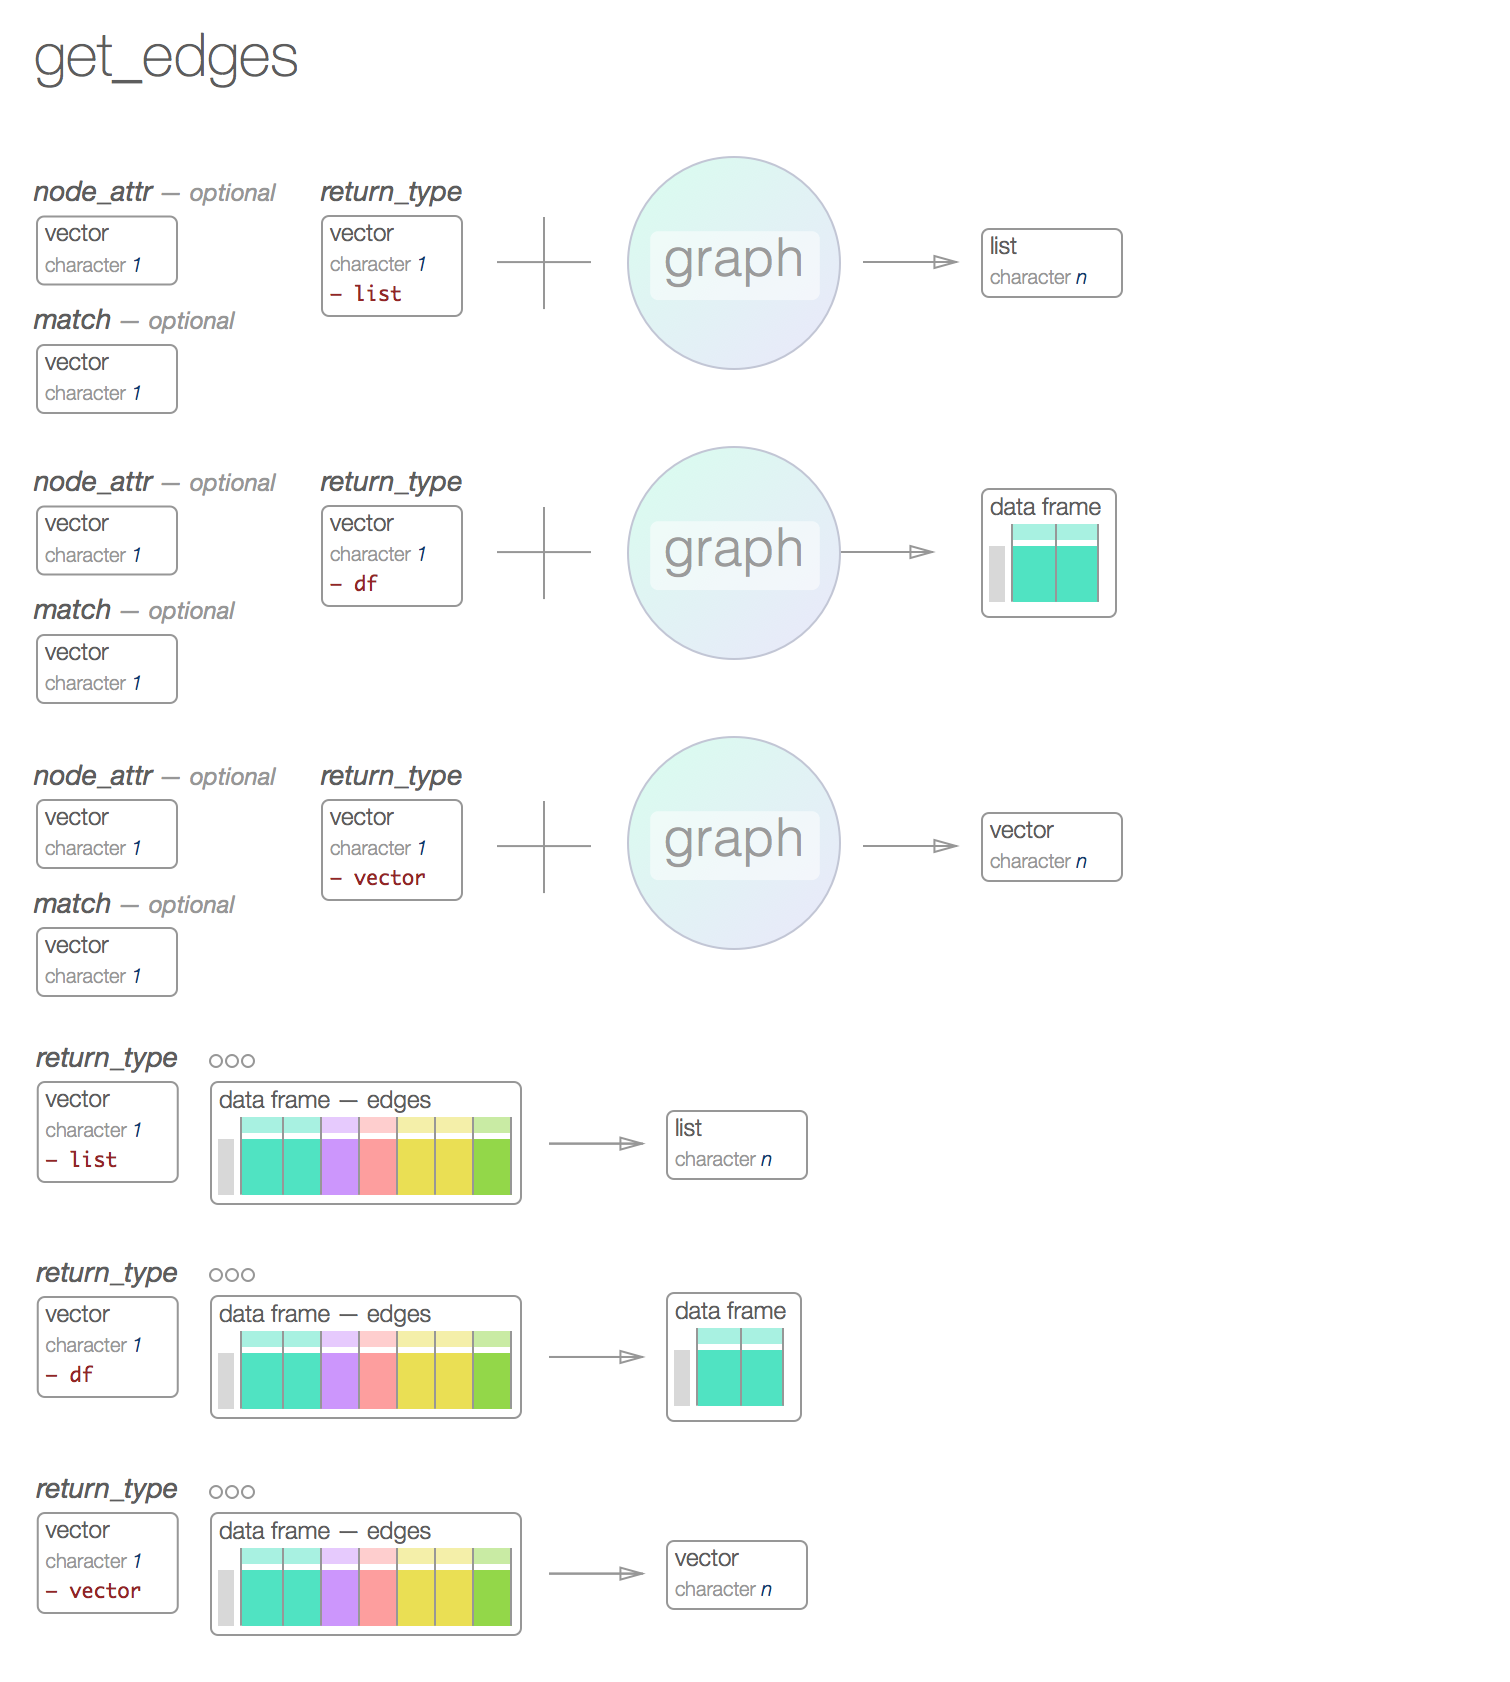 get_edges
node_attr — optional
return_type
vector
character 1
vector
character 1
– list
graph
list
character n
match — optional
vector
character 1
node_attr — optional
return_type
vector
character 1
vector
character 1
– df
graph
data frame
match — optional
vector
character 1
node_attr — optional
return_type
vector
character 1
vector
character 1
– vector
graph
vector
character n
match — optional
vector
character 1
return_type
vector
character 1
– list
data frame — edges
list
character n
return_type
vector
character 1
– df
data frame — edges
data frame
return_type
vector
character 1
– vector
data frame — edges
vector
character n